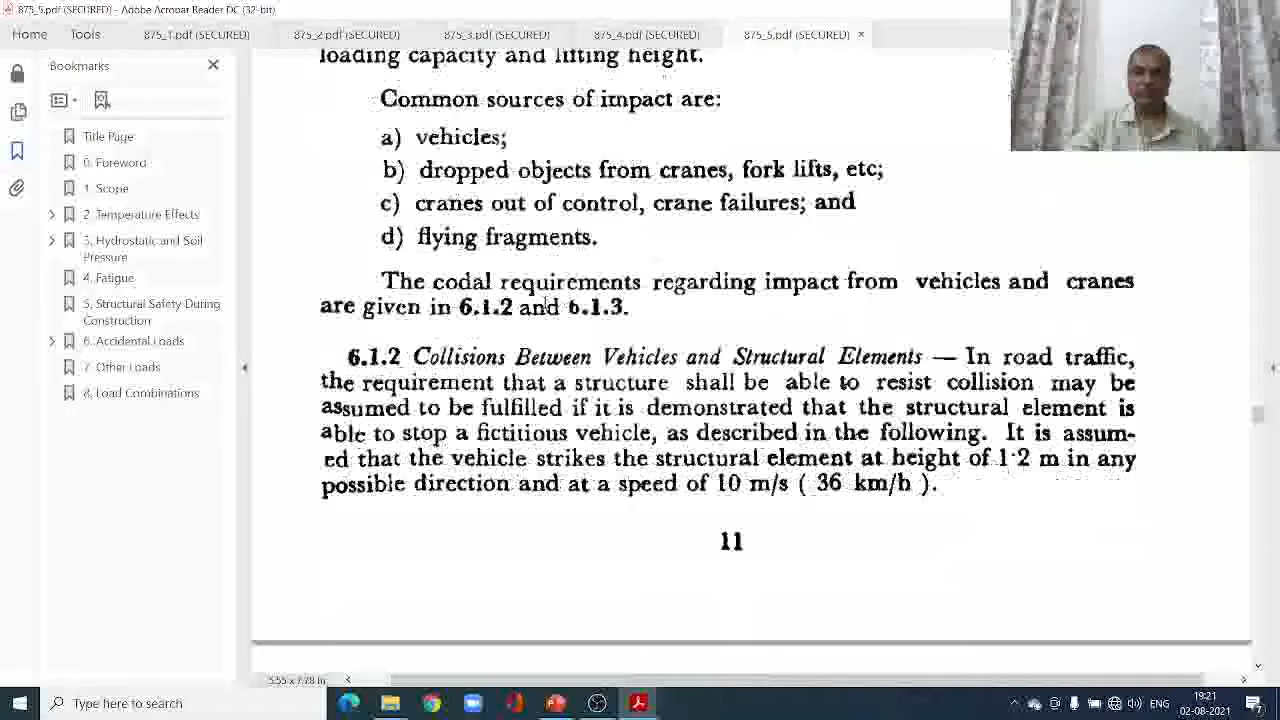 875_5.pdf (SECURED) - Adobe Acrobat Reader DC (32-bit)
Home Tools 875_1.pdf (SECURED) 875_2.pdf (SECURED) 875_3.pdf (SECURED) 875_4.pdf (SECURED) 875_5.pdf (SECURED) ×
Bookmarks
Title Page
0. Foreword
1. Scope
2. Temperature Effects
3. Hydrostatic and Soil
Pressure
4. Fatigue
5. Structural Safety During
Construction
6. Accidental Loads
7. Other Loads
8. Load Combinations
loading capacity and lifting height.
Common sources of impact are:
a) vehicles;
b) dropped objects from cranes, fork lifts, etc;
c) cranes out of control, crane failures; and
d) flying fragments.
The codal requirements regarding impact from vehicles and cranes
are given in 6.1.2 and 6.1.3.
6.1.2 Collisions Between Vehicles and Structural Elements — In road traffic,
the requirement that a structure shall be able to resist collision may be
assumed to be fulfilled if it is demonstrated that the structural element is
able to stop a fictitious vehicle, as described in the following. It is assum-
ed that the vehicle strikes the structural element at height of 1·2 m in any
possible direction and at a speed of 10 m/s ( 36 km/h ).
11
5.55 x 7.78 in
Type here to search
ENG
19:21
02-08-2021